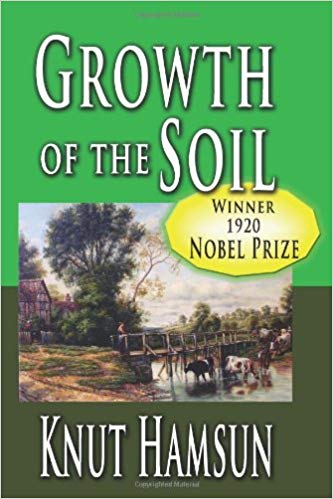 GROWTH
OF THE SOIL
WINNER
1920
NOBEL PRIZE
KNUT HAMSUN